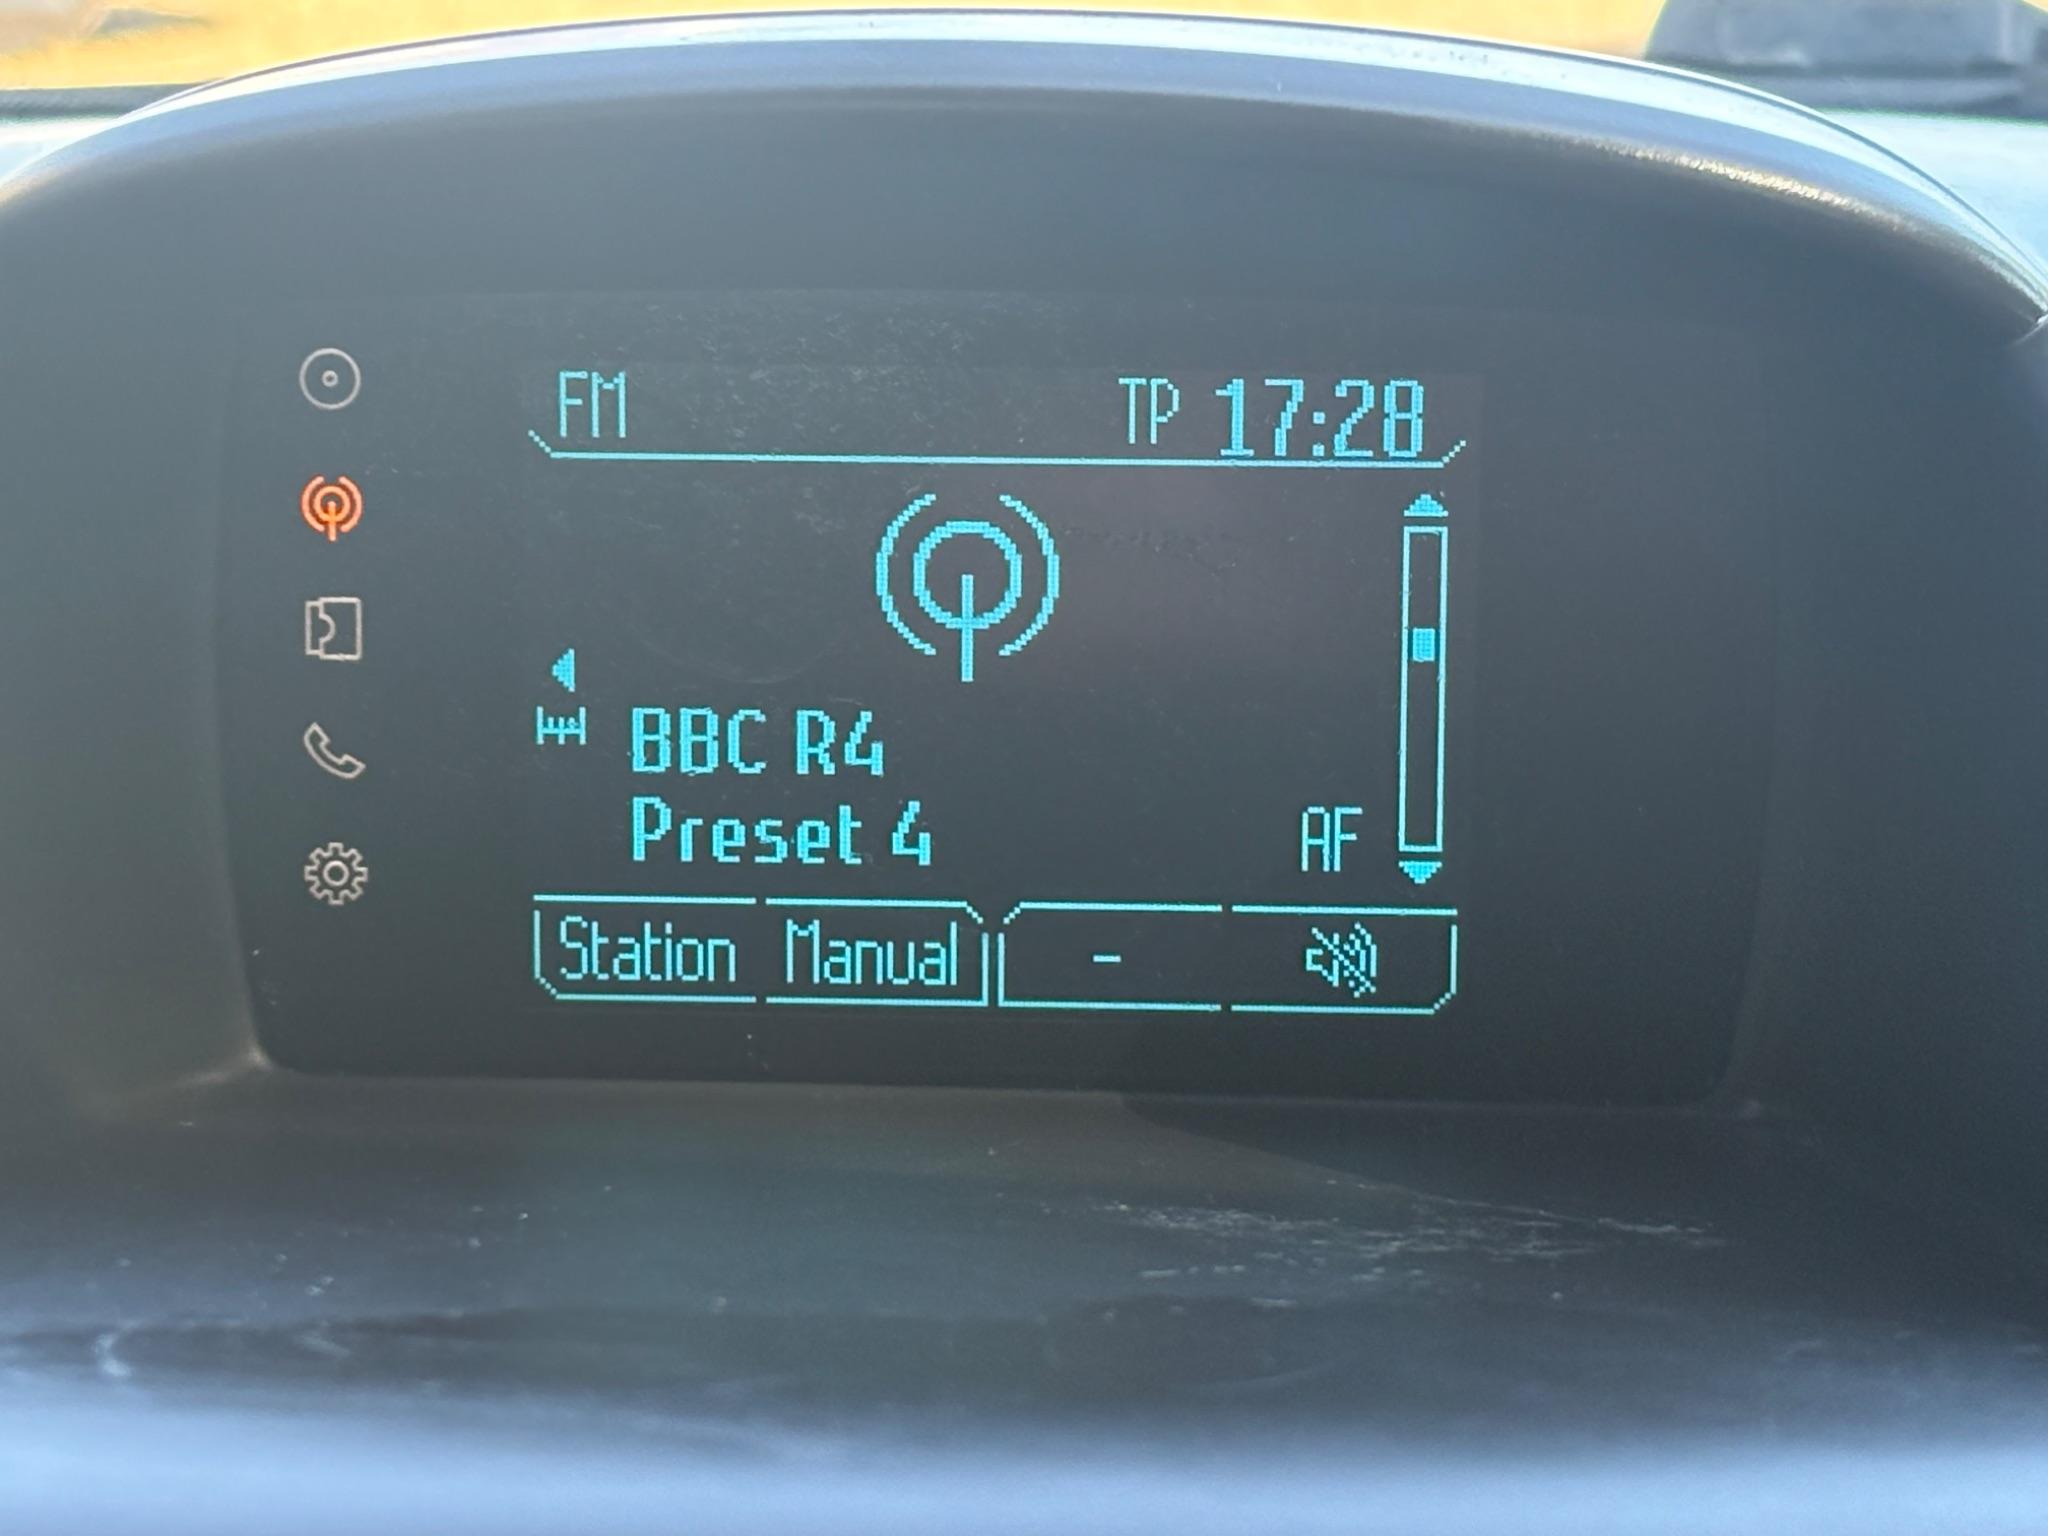 FM TP 17:28
BBC R4
Preset 4 AF
Station Manual -